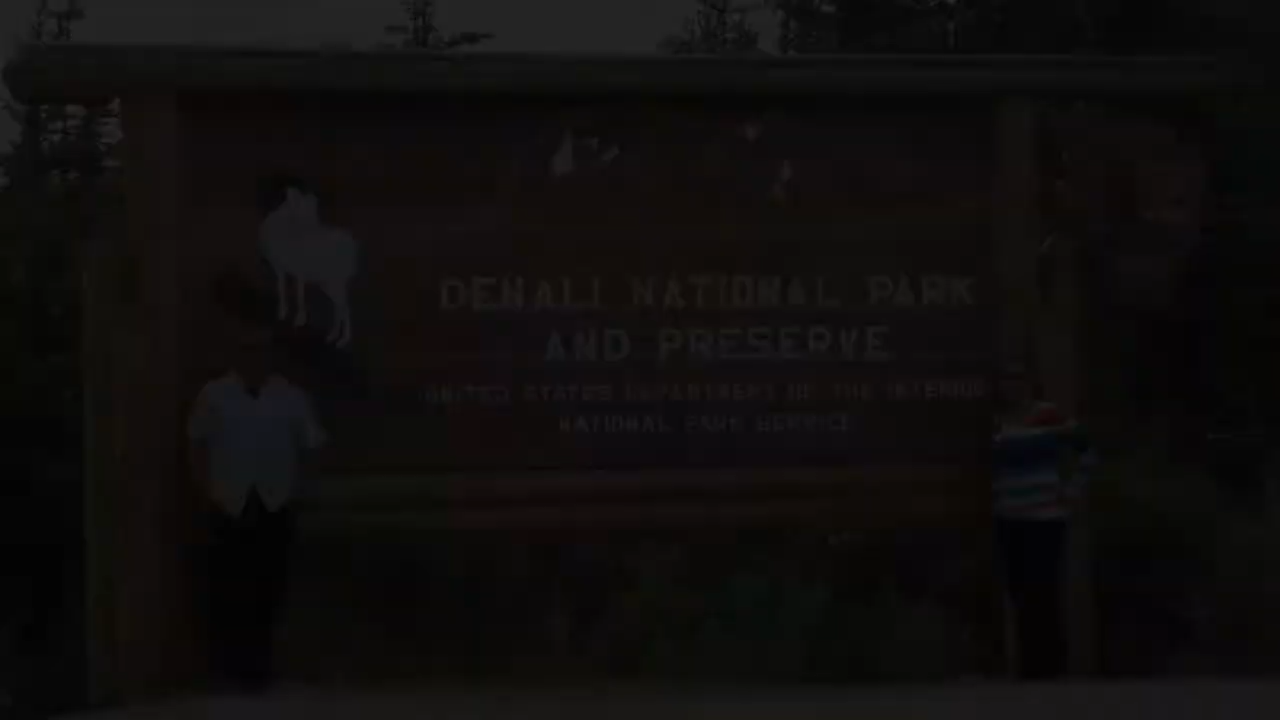 DENALI NATIONAL PARK
AND PRESERVE
UNITED STATES DEPARTMENT OF THE INTERIOR
NATIONAL PARK SERVICE